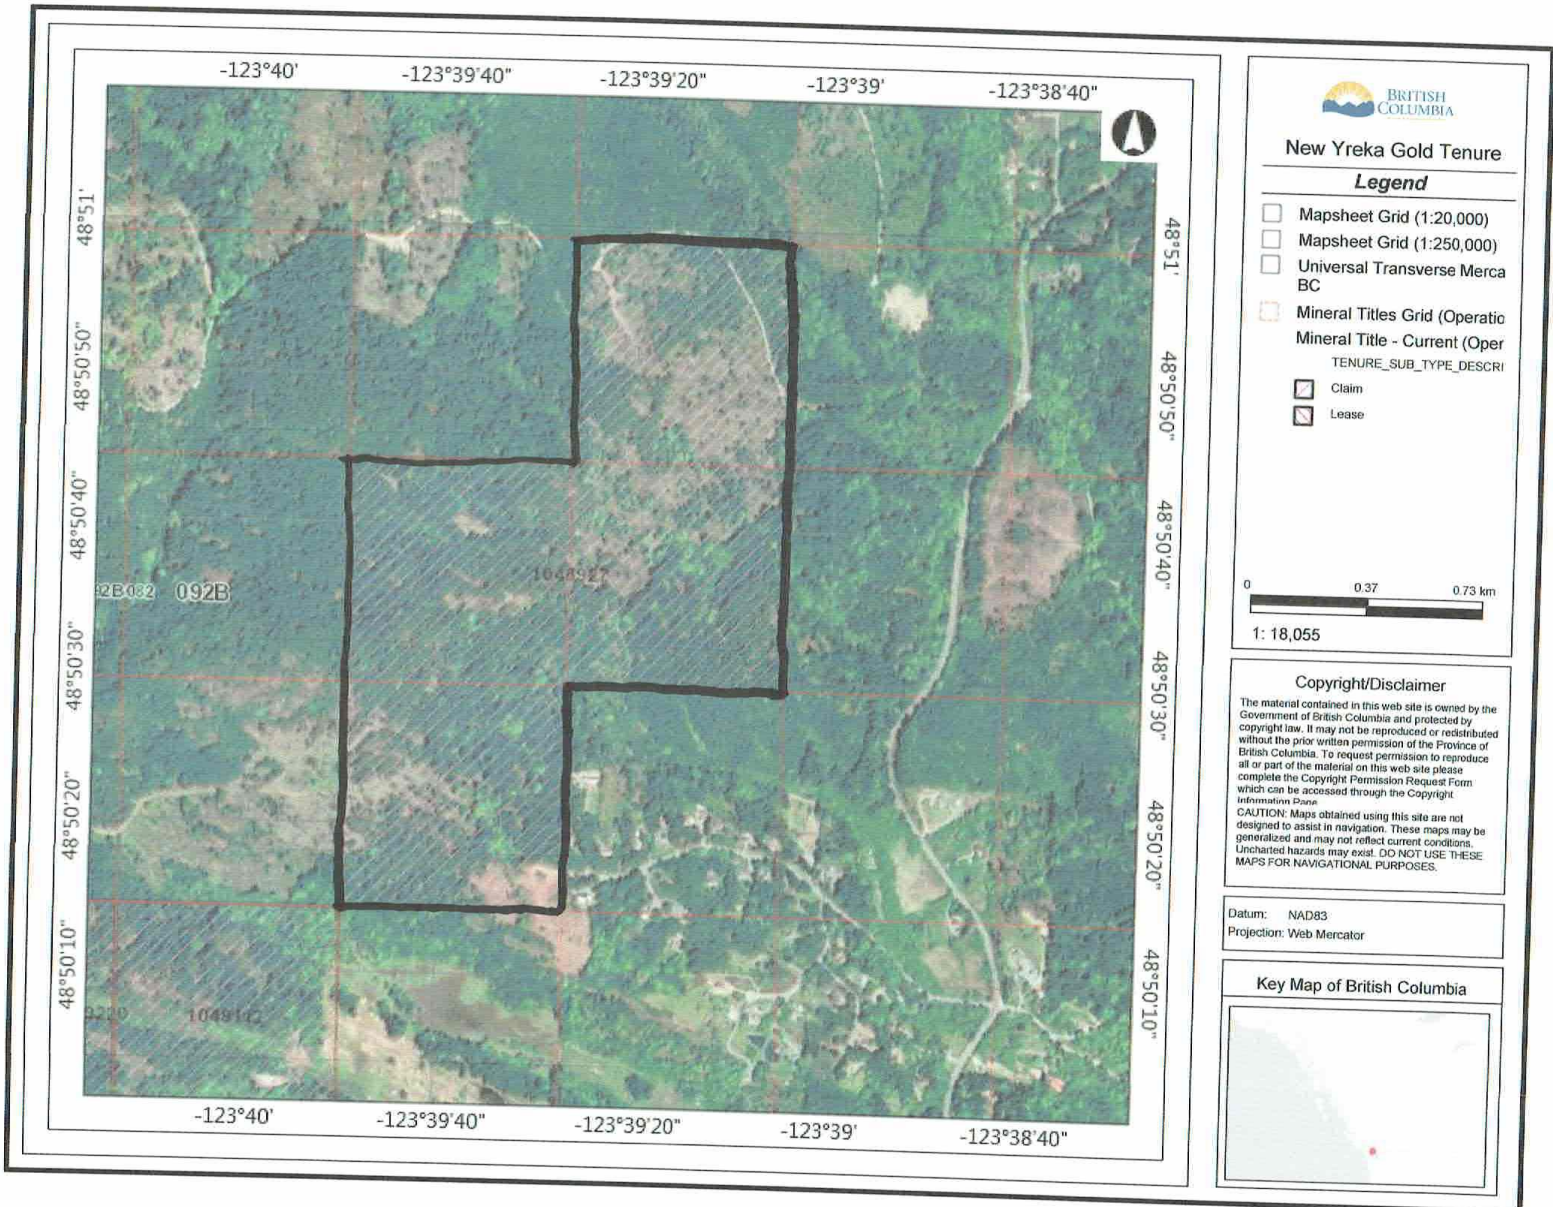 -123°40'
-123°39'40"
-123°39'20"
-123°39'
-123°38'40"
48°51'
48°50'50"
48°50'40"
48°50'30"
48°50'20"
48°50'10"
48°51'
48°50'50"
48°50'40"
48°50'30"
48°50'20"
48°50'10"
092B
-123°40'
-123°39'40"
-123°39'20"
-123°39'
-123°38'40"
BRITISH
COLUMBIA
New Yreka Gold Tenure
Legend
Mapsheet Grid (1:20,000)
Mapsheet Grid (1:250,000)
Universal Transverse Merca
BC
Mineral Titles Grid (Operatio
Mineral Title - Current (Oper
TENURE_SUB_TYPE_DESCRI
Claim
Lease
0 0.37 0.73 km
1: 18,055
Copyright/Disclaimer
The material contained in this web site is owned by the
Government of British Columbia and protected by
copyright law. It may not be reproduced or redistributed
without the prior written permission of the Province of
British Columbia. To request permission to reproduce
all or part of the material on this web site please
complete the Copyright Permission Request Form
which can be accessed through the Copyright
Information Page
CAUTION: Maps obtained using this site are not
designed to assist in navigation. These maps may be
generalized and may not reflect current conditions.
Uncharted hazards may exist. DO NOT USE THESE
MAPS FOR NAVIGATIONAL PURPOSES.
Datum: NAD83
Projection: Web Mercator
Key Map of British Columbia